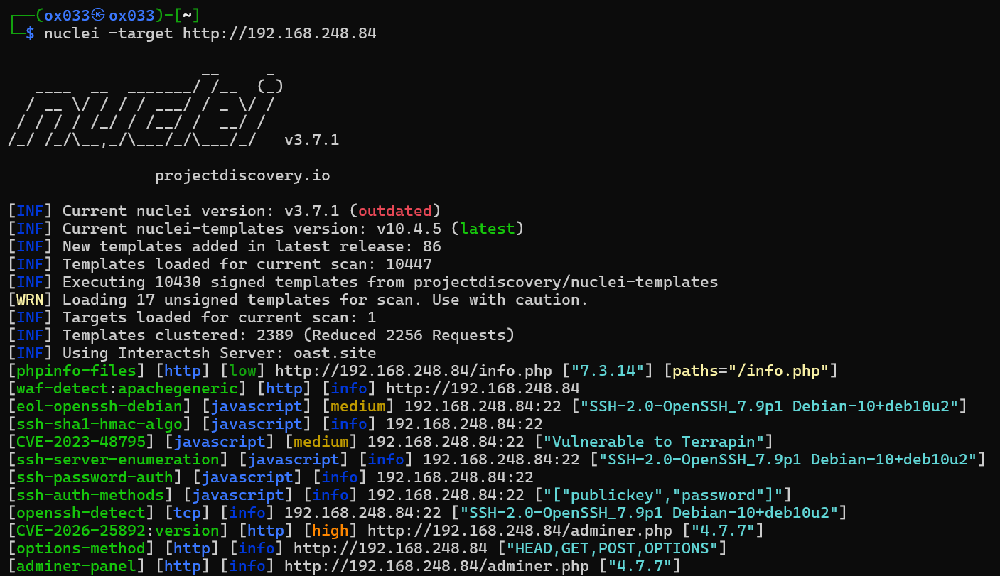 ┌──(ox033㉿ox033)-[~]
└─$ nuclei -target http://192.168.248.84
                     __     _
   ____  __  _______/ /__  (_)
  / __ \/ / / / ___/ / _ \/ /
 / / / / /_/ / /__/ /  __/ /
/_/ /_/\__,_/\___/_/\___/_/   v3.7.1
projectdiscovery.io
[INF] Current nuclei version: v3.7.1 (outdated)
[INF] Current nuclei-templates version: v10.4.5 (latest)
[INF] New templates added in latest release: 86
[INF] Templates loaded for current scan: 10447
[INF] Executing 10430 signed templates from projectdiscovery/nuclei-templates
[WRN] Loading 17 unsigned templates for scan. Use with caution.
[INF] Targets loaded for current scan: 1
[INF] Templates clustered: 2389 (Reduced 2256 Requests)
[INF] Using Interactsh Server: oast.site
[phpinfo-files] [http] [low] http://192.168.248.84/info.php ["7.3.14"] [paths="/info.php"]
[waf-detect:apachegeneric] [http] [info] http://192.168.248.84
[eol-openssh-debian] [javascript] [medium] 192.168.248.84:22 ["SSH-2.0-OpenSSH_7.9p1 Debian-10+deb10u2"]
[ssh-sha1-hmac-algo] [javascript] [info] 192.168.248.84:22
[CVE-2023-48795] [javascript] [medium] 192.168.248.84:22 ["Vulnerable to Terrapin"]
[ssh-server-enumeration] [javascript] [info] 192.168.248.84:22 ["SSH-2.0-OpenSSH_7.9p1 Debian-10+deb10u2"]
[ssh-password-auth] [javascript] [info] 192.168.248.84:22
[ssh-auth-methods] [javascript] [info] 192.168.248.84:22 ["["publickey","password"]"]
[openssh-detect] [tcp] [info] 192.168.248.84:22 ["SSH-2.0-OpenSSH_7.9p1 Debian-10+deb10u2"]
[CVE-2026-25892:version] [http] [high] http://192.168.248.84/adminer.php ["4.7.7"]
[options-method] [http] [info] http://192.168.248.84 ["HEAD,GET,POST,OPTIONS"]
[adminer-panel] [http] [info] http://192.168.248.84/adminer.php ["4.7.7"]